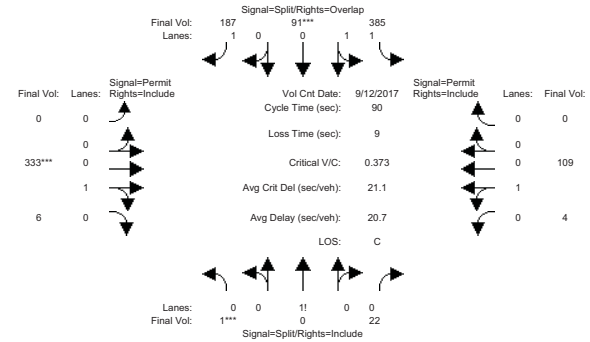 Signal=Split/Rights=Overlap
Final Vol: 187 91*** 385
Lanes: 1 0 0 1 1
Signal=Permit Signal=Permit
Final Vol: Lanes: Rights=Include Vol Cnt Date: 9/12/2017 Rights=Include Lanes: Final Vol:
Cycle Time (sec): 90
0 0 0 0
Loss Time (sec): 9
0 0
333*** 0 Critical V/C: 0.373 0 109
1 Avg Crit Del (sec/veh): 21.1 1
6 0 Avg Delay (sec/veh): 20.7 0 4
LOS: C
Lanes: 0 0 1! 0 0
Final Vol: 1*** 0 22
Signal=Split/Rights=Include